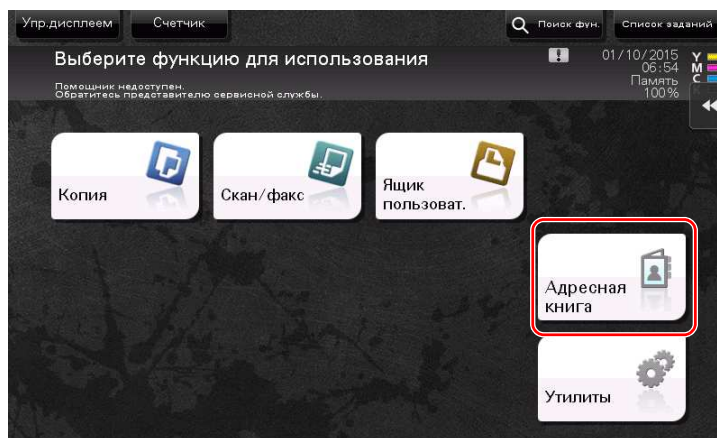 Упр.дисплеем
Счетчик
Поиск фун.
Список заданий
Выберите функцию для использования
Помощник недоступен.
Обратитесь представителю сервисной службы.
01/10/2015
06:54
Память
100%
Y
M
C
K
Копия
Скан/факс
Ящик
пользоват.
Адресная
книга
Утилиты